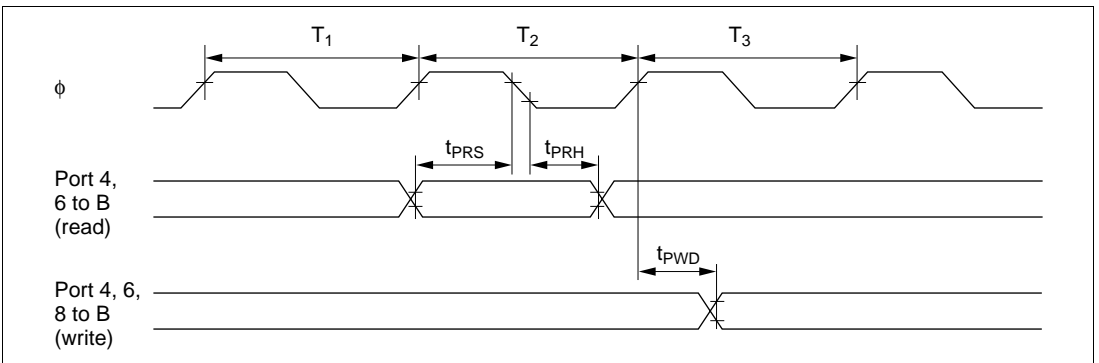 T1 T2 T3
ϕ
tPRS tPRH
Port 4,
6 to B
(read)
tPWD
Port 4, 6,
8 to B
(write)